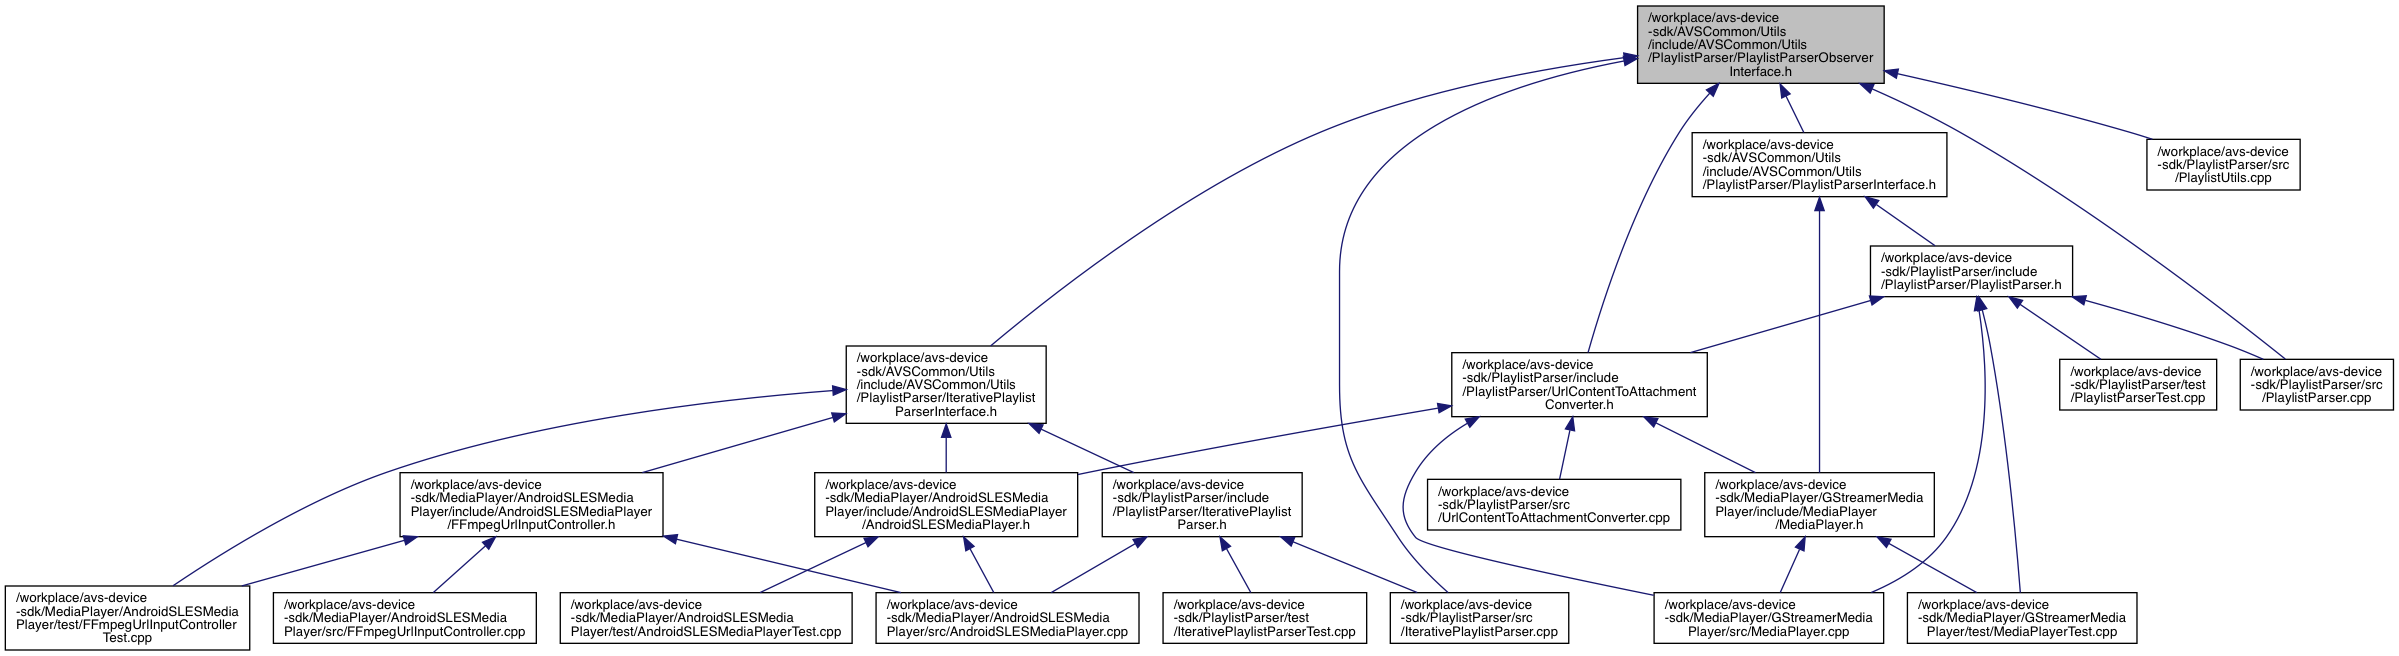 /workplace/avs-device
-sdk/AVSCommon/Utils
/include/AVSCommon/Utils
/PlaylistParser/PlaylistParserObserver
Interface.h
/workplace/avs-device
-sdk/AVSCommon/Utils
/include/AVSCommon/Utils
/PlaylistParser/PlaylistParserInterface.h
/workplace/avs-device
-sdk/PlaylistParser/src
/PlaylistUtils.cpp
/workplace/avs-device
-sdk/PlaylistParser/include
/PlaylistParser/PlaylistParser.h
/workplace/avs-device
-sdk/AVSCommon/Utils
/include/AVSCommon/Utils
/PlaylistParser/IterativePlaylist
ParserInterface.h
/workplace/avs-device
-sdk/PlaylistParser/include
/PlaylistParser/UrlContentToAttachment
Converter.h
/workplace/avs-device
-sdk/PlaylistParser/test
/PlaylistParserTest.cpp
/workplace/avs-device
-sdk/PlaylistParser/src
/PlaylistParser.cpp
/workplace/avs-device
-sdk/MediaPlayer/AndroidSLESMedia
Player/include/AndroidSLESMediaPlayer
/FFmpegUrlInputController.h
/workplace/avs-device
-sdk/MediaPlayer/AndroidSLESMedia
Player/include/AndroidSLESMediaPlayer
/AndroidSLESMediaPlayer.h
/workplace/avs-device
-sdk/PlaylistParser/include
/PlaylistParser/IterativePlaylist
Parser.h
/workplace/avs-device
-sdk/PlaylistParser/src
/UrlContentToAttachmentConverter.cpp
/workplace/avs-device
-sdk/MediaPlayer/GStreamerMedia
Player/include/MediaPlayer
/MediaPlayer.h
/workplace/avs-device
-sdk/MediaPlayer/AndroidSLESMedia
Player/test/FFmpegUrlInputController
Test.cpp
/workplace/avs-device
-sdk/MediaPlayer/AndroidSLESMedia
Player/src/FFmpegUrlInputController.cpp
/workplace/avs-device
-sdk/MediaPlayer/AndroidSLESMedia
Player/test/AndroidSLESMediaPlayerTest.cpp
/workplace/avs-device
-sdk/MediaPlayer/AndroidSLESMedia
Player/src/AndroidSLESMediaPlayer.cpp
/workplace/avs-device
-sdk/PlaylistParser/test
/IterativePlaylistParserTest.cpp
/workplace/avs-device
-sdk/PlaylistParser/src
/IterativePlaylistParser.cpp
/workplace/avs-device
-sdk/MediaPlayer/GStreamerMedia
Player/src/MediaPlayer.cpp
/workplace/avs-device
-sdk/MediaPlayer/GStreamerMedia
Player/test/MediaPlayerTest.cpp